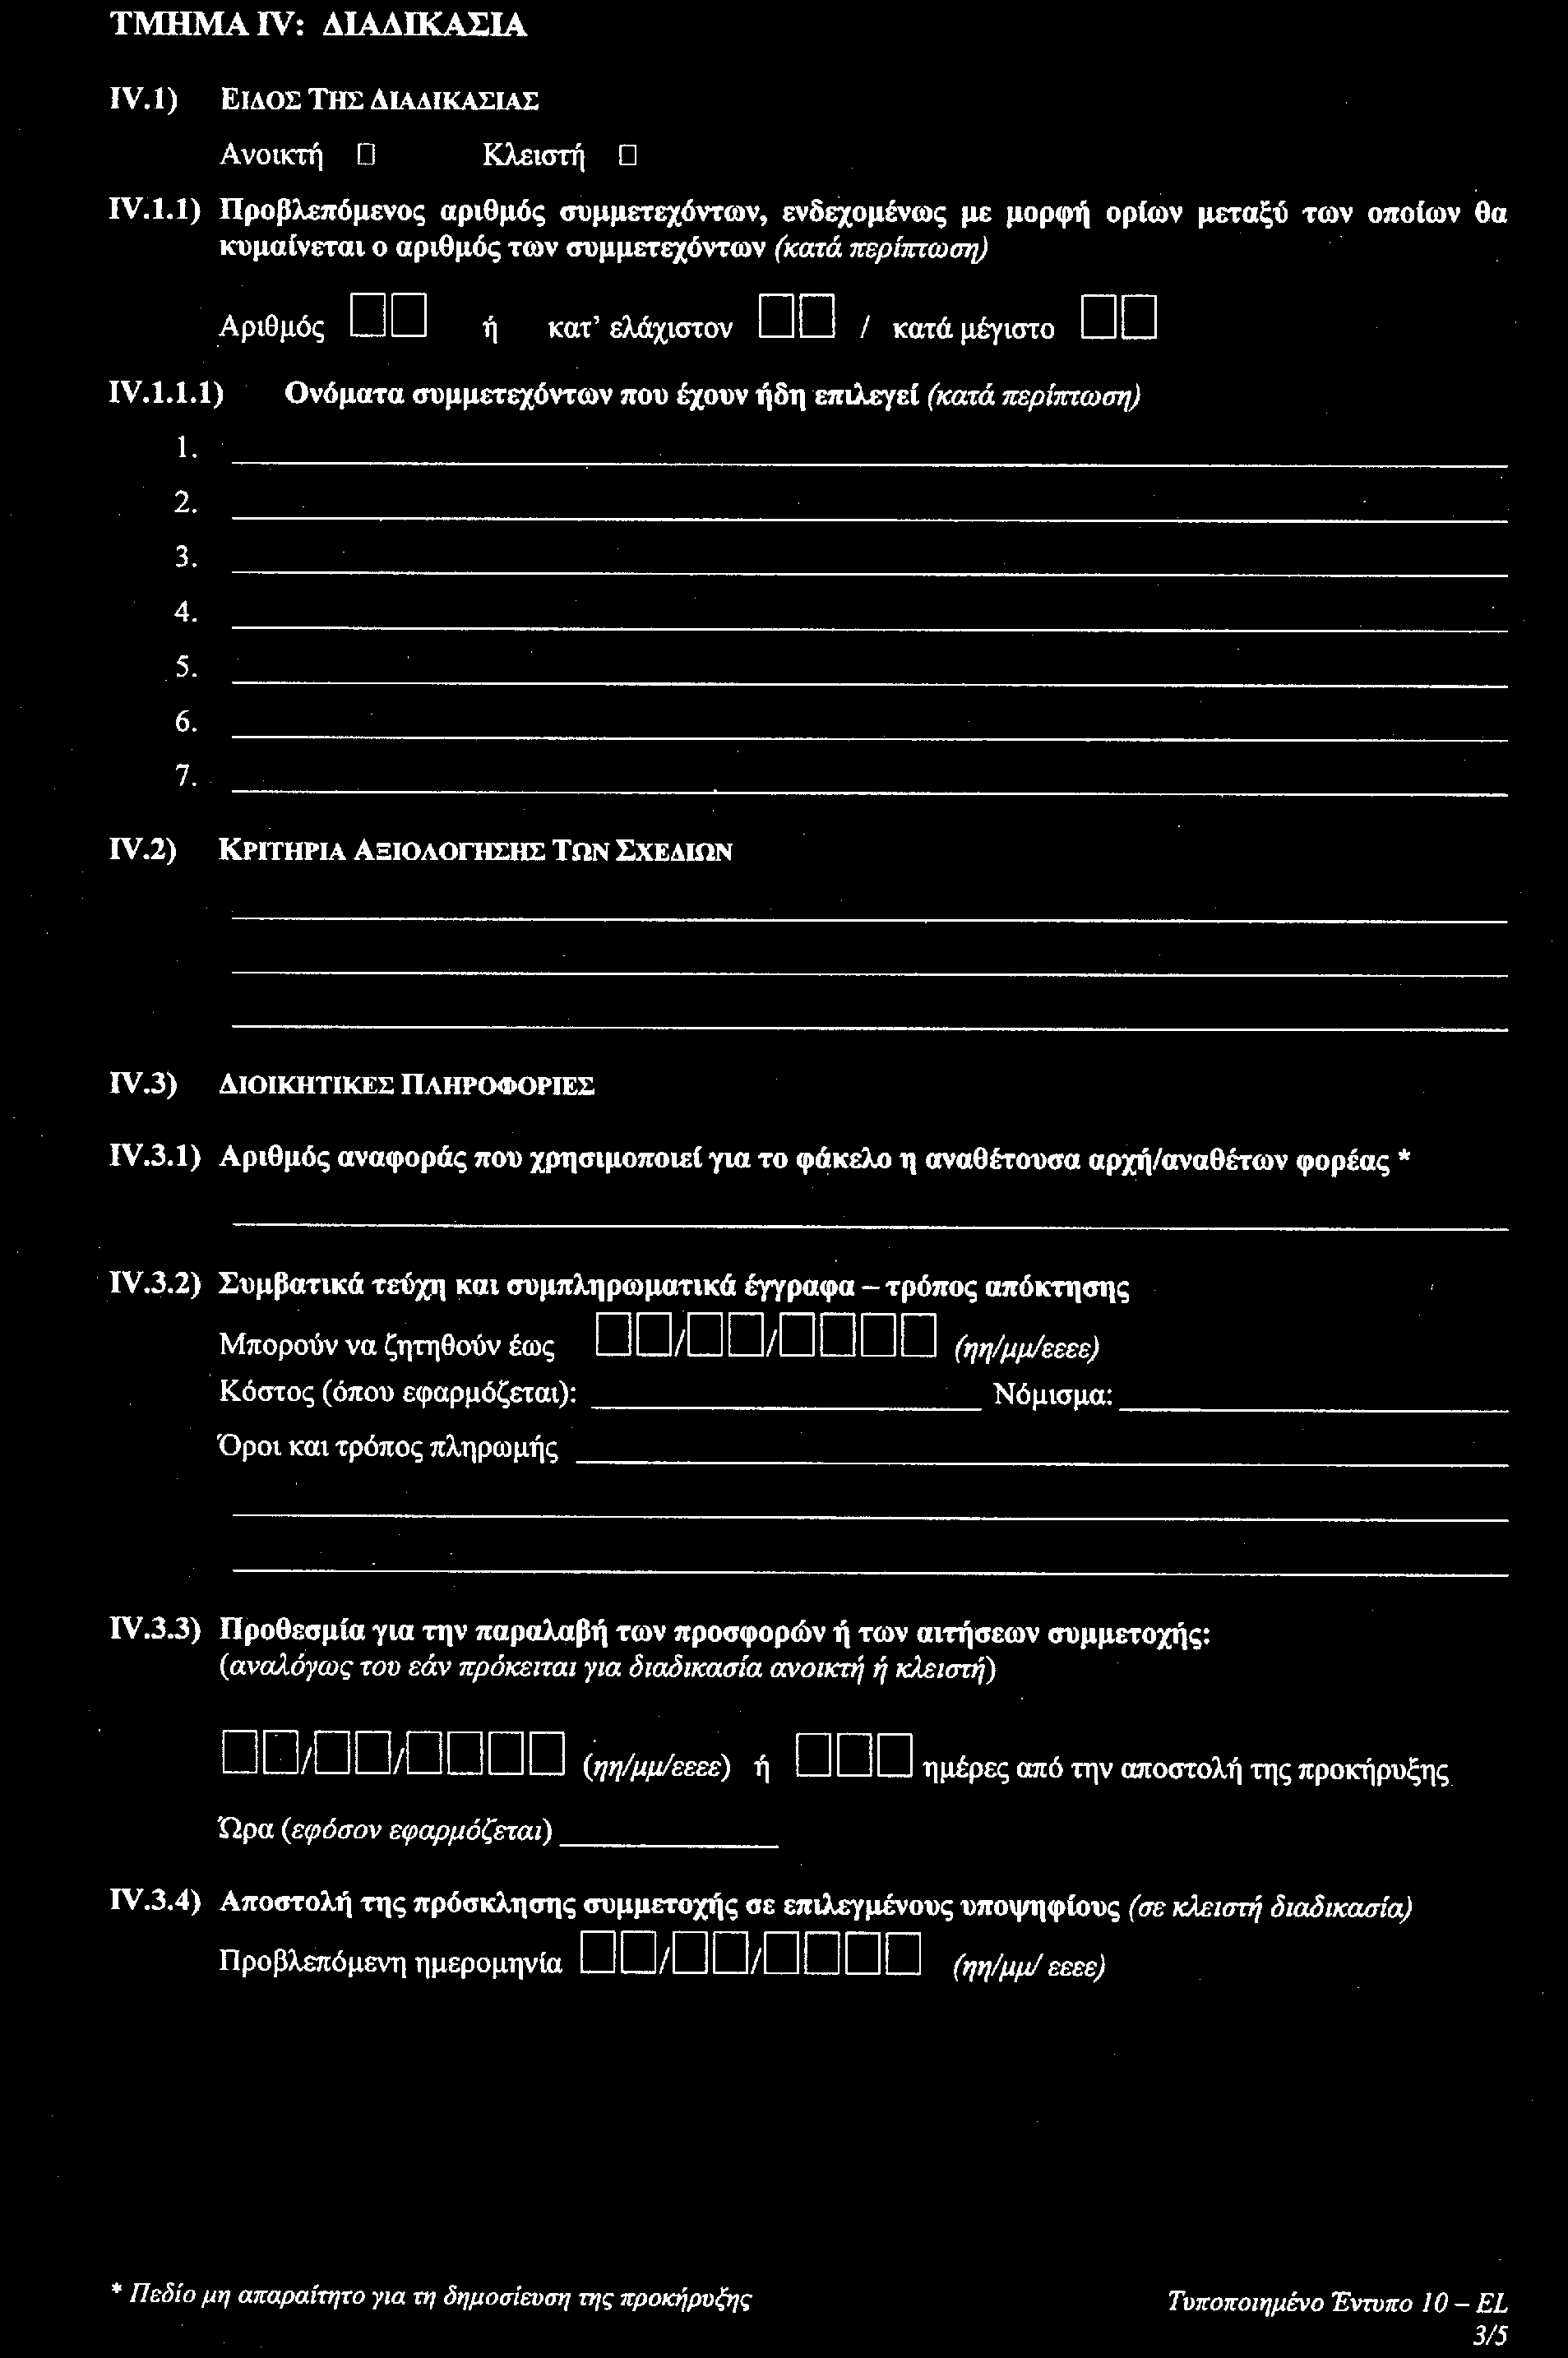 ΤΜΗΜΑ IV: ΔΙΑΔΙΚΑΣΙΑ
IV.1) ΕΙΔΟΣ ΤΗΣ ΔΙΑΔΙΚΑΣΙΑΣ
Ανοικτή □ Κλειστή □
IV.1.1) Προβλεπόμενος αριθμός συμμετεχόντων, ενδεχομένως με μορφή ορίων μεταξύ των οποίων θα
κυμαίνεται ο αριθμός των συμμετεχόντων (κατά περίπτωση)
Αριθμός □□ ή κατ’ ελάχιστον □□ / κατά μέγιστο □□
IV.1.1.1) Ονόματα συμμετεχόντων που έχουν ήδη επιλεγεί (κατά περίπτωση)
1.
2.
3.
4.
5.
6.
7.
IV.2) ΚΡΙΤΗΡΙΑ ΑΞΙΟΛΟΓΗΣΗΣ ΤΩΝ ΣΧΕΔΙΩΝ
IV.3) ΔΙΟΙΚΗΤΙΚΕΣ ΠΛΗΡΟΦΟΡΙΕΣ
IV.3.1) Αριθμός αναφοράς που χρησιμοποιεί για το φάκελο η αναθέτουσα αρχή/αναθέτων φορέας *
IV.3.2) Συμβατικά τεύχη και συμπληρωματικά έγγραφα – τρόπος απόκτησης
Μπορούν να ζητηθούν έως □□/□□/□□□□ (ηη/μμ/εεεε)
Κόστος (όπου εφαρμόζεται): Νόμισμα:
Όροι και τρόπος πληρωμής
IV.3.3) Προθεσμία για την παραλαβή των προσφορών ή των αιτήσεων συμμετοχής:
(αναλόγως του εάν πρόκειται για διαδικασία ανοικτή ή κλειστή)
□□/□□/□□□□ (ηη/μμ/εεεε) ή □□□ ημέρες από την αποστολή της προκήρυξης
Ώρα (εφόσον εφαρμόζεται)
IV.3.4) Αποστολή της πρόσκλησης συμμετοχής σε επιλεγμένους υποψηφίους (σε κλειστή διαδικασία)
Προβλεπόμενη ημερομηνία □□/□□/□□□□ (ηη/μμ/ εεεε)
* Πεδίο μη απαραίτητο για τη δημοσίευση της προκήρυξης
Τυποποιημένο Έντυπο 10 – EL
3/5